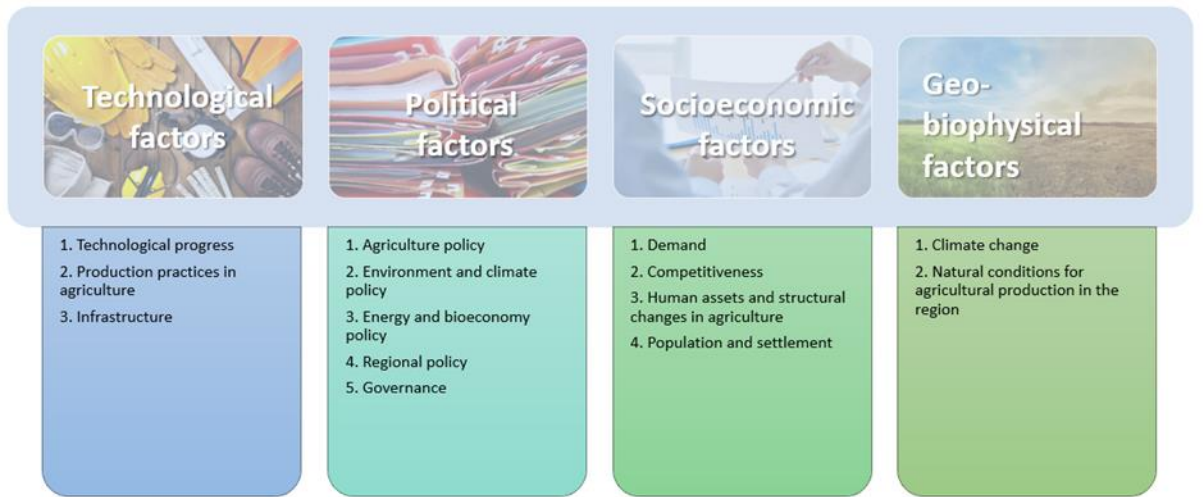 Technological
factors
1. Technological progress
2. Production practices in
agriculture
3. Infrastructure
Political
factors
1. Agriculture policy
2. Environment and climate
policy
3. Energy and bioeconomy
policy
4. Regional policy
5. Governance
Socioeconomic
factors
1. Demand
2. Competitiveness
3. Human assets and structural
changes in agriculture
4. Population and settlement
Geo-
biophysical
factors
1. Climate change
2. Natural conditions for
agricultural production in the
region